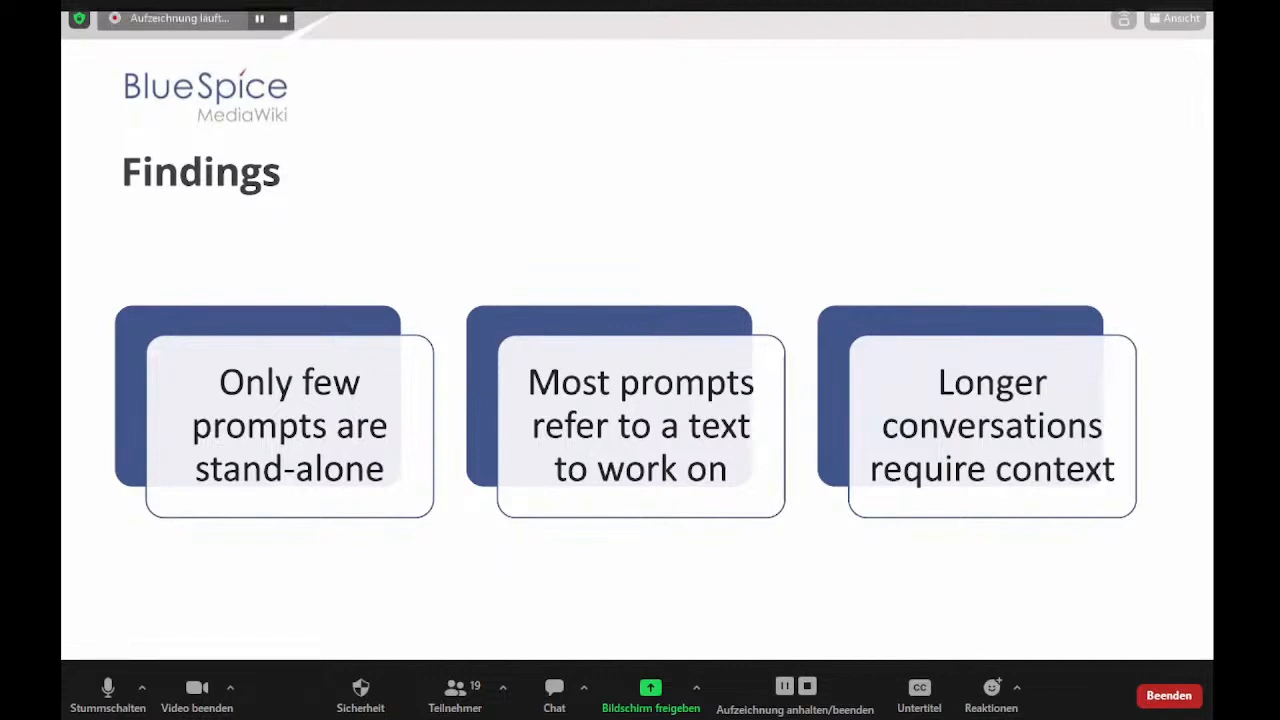 Aufzeichnung läuft...
Ansicht
BlueSpice
MediaWiki
Findings
Only few
prompts are
stand-alone
Most prompts
refer to a text
to work on
Longer
conversations
require context
Stummschalten
Video beenden
Sicherheit
19
Teilnehmer
Chat
Bildschirm freigeben
Aufzeichnung anhalten/beenden
CC
Untertitel
Reaktionen
Beenden